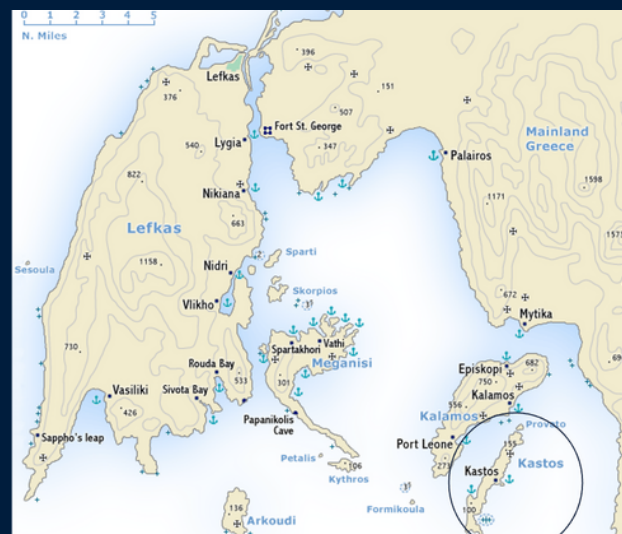 0 1 2 3 4 5
N. Miles
Lefkas
376
396
151
507
Fort St. George
347
Lygia
540
Palairos
Mainland
Greece
1598
822
Nikiana
1171
663
Lefkas
1158
Sparti
Sesoula
Nidri
Skorpios
Vlikho
672
Mytika
730
Spartakhori
Vathi
Meganisi
Rouda Bay
533
301
Episkopi
682
750
Vasiliki
Sivota Bay
426
556
Kalamos
Kalamos
Papanikolis
Cave
Provato
Sappho's leap
Port Leone
155
Petalis
106
Kythros
271
Kastos
Kastos
Formikoula
100
136
Arkoudi